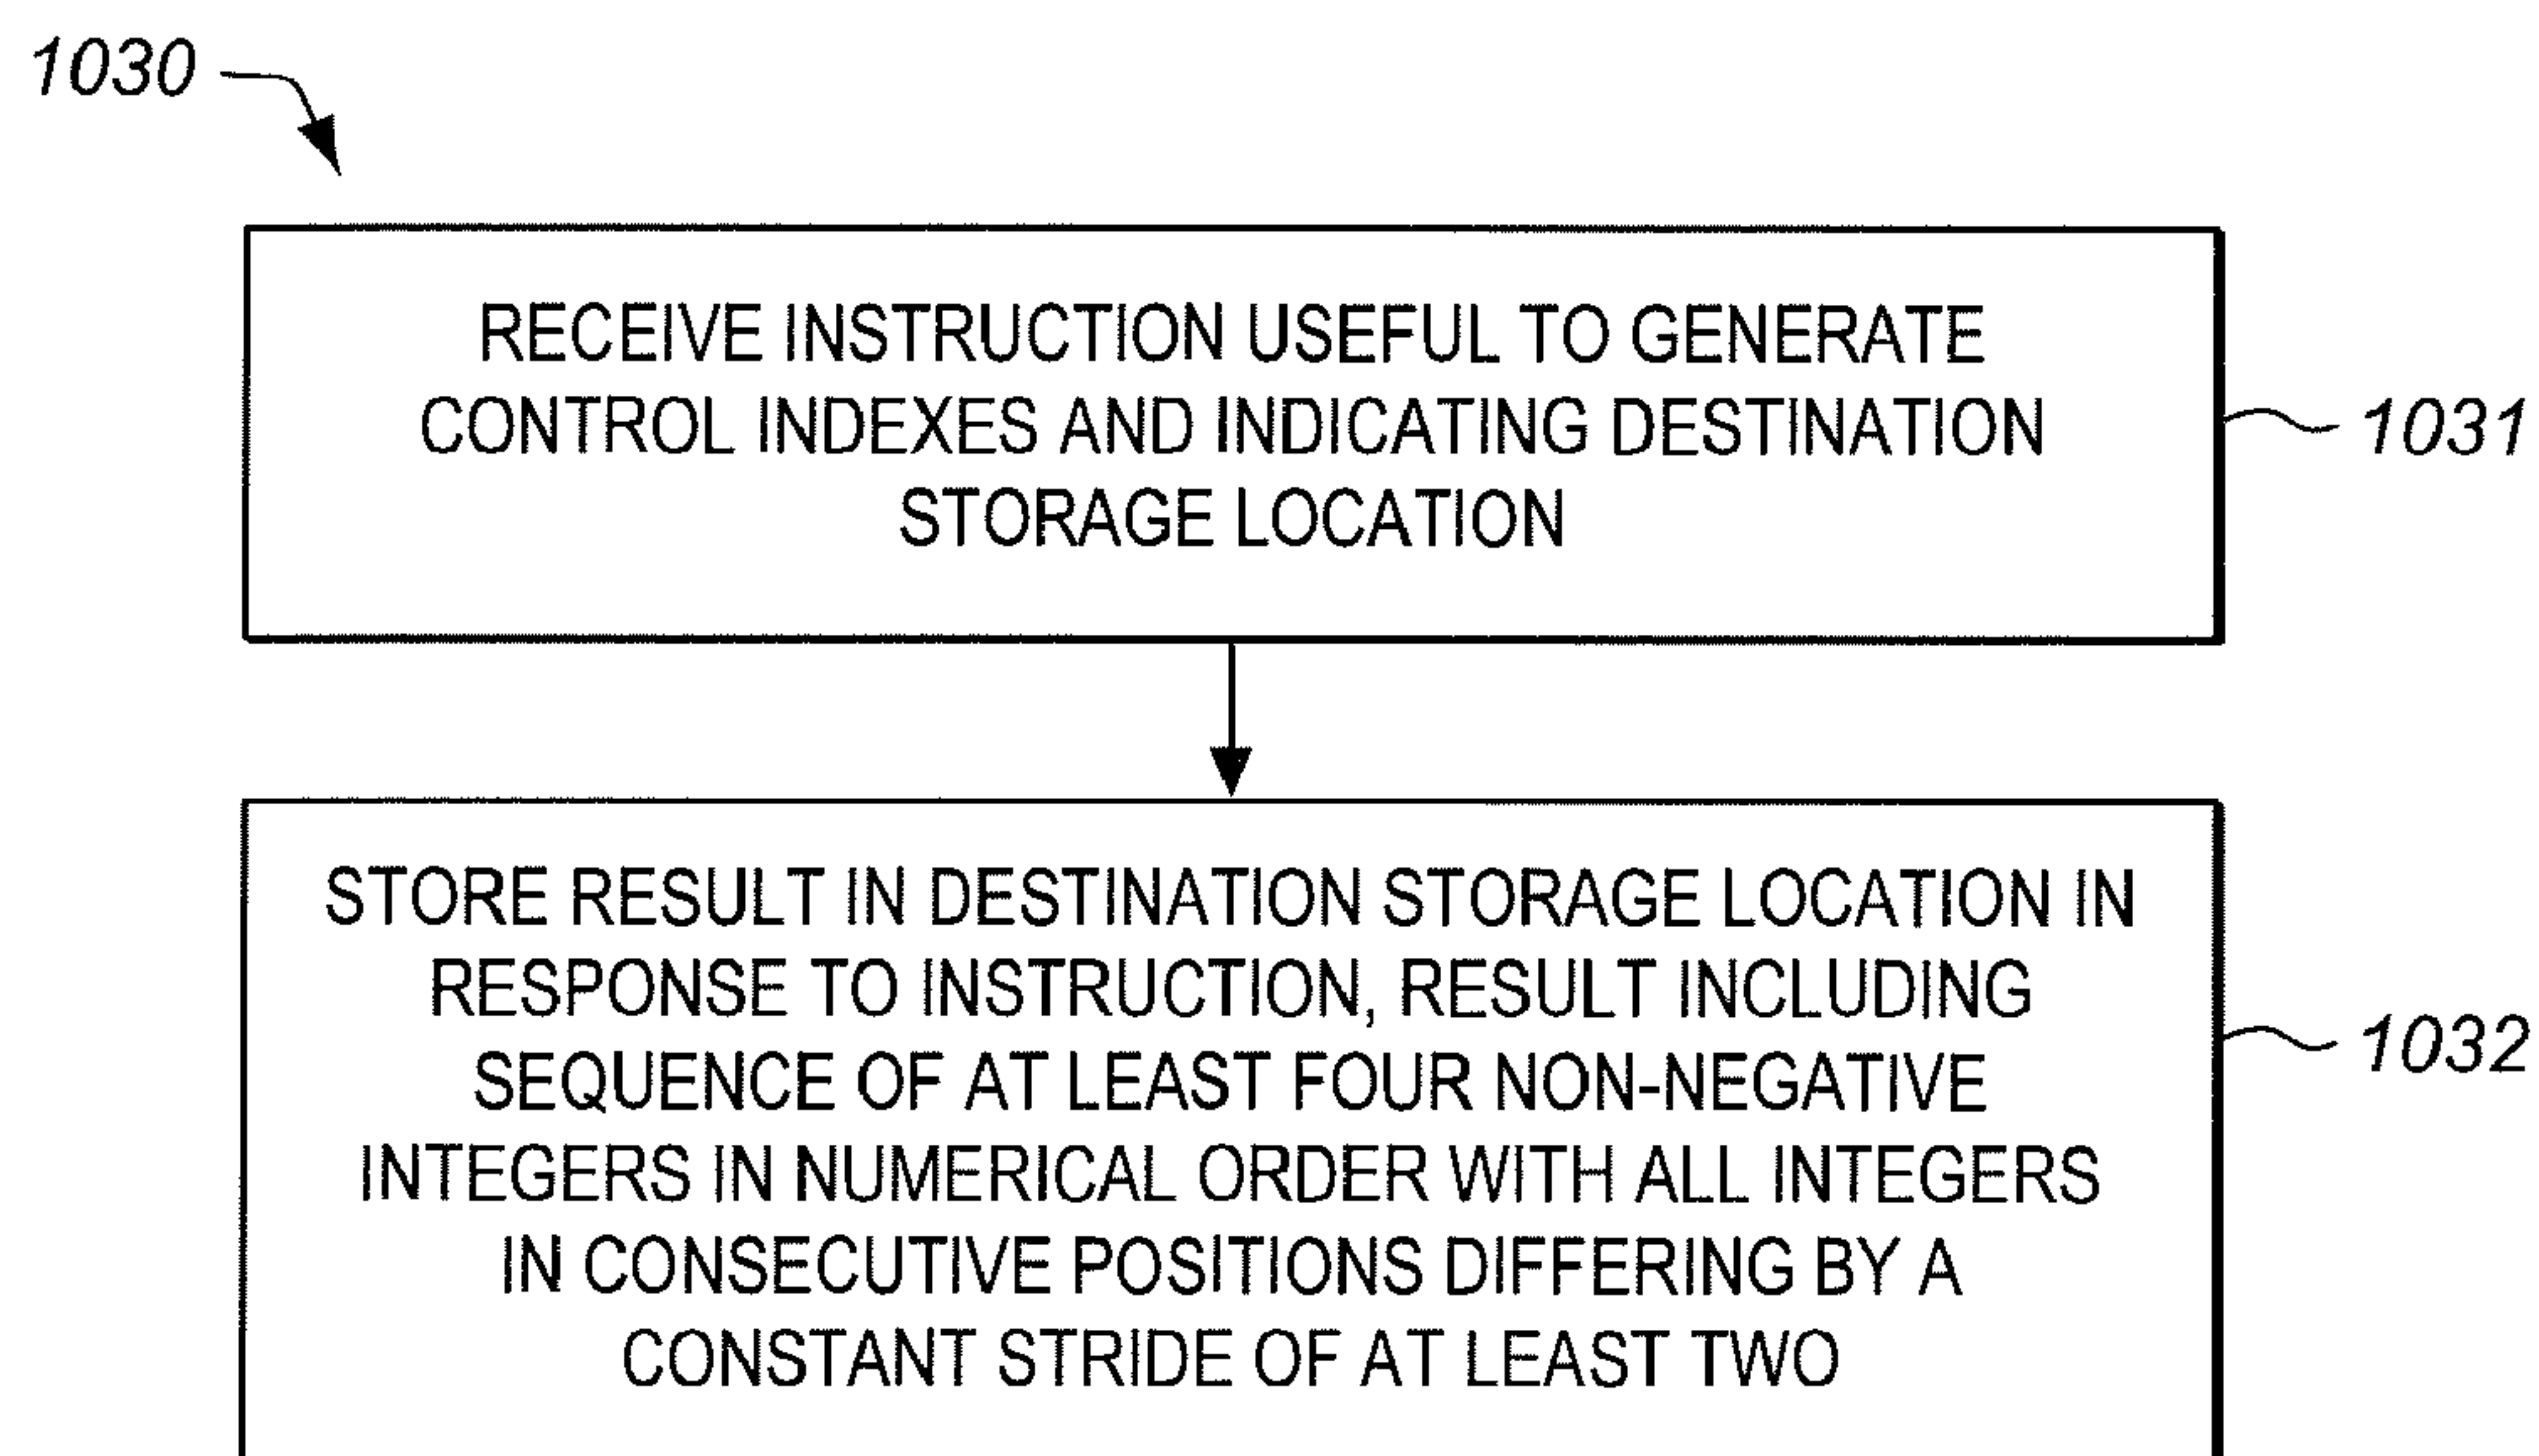 1030
RECEIVE INSTRUCTION USEFUL TO GENERATE
CONTROL INDEXES AND INDICATING DESTINATION
STORAGE LOCATION
1031
STORE RESULT IN DESTINATION STORAGE LOCATION IN
RESPONSE TO INSTRUCTION, RESULT INCLUDING
SEQUENCE OF AT LEAST FOUR NON-NEGATIVE
INTEGERS IN NUMERICAL ORDER WITH ALL INTEGERS
IN CONSECUTIVE POSITIONS DIFFERING BY A
CONSTANT STRIDE OF AT LEAST TWO
1032